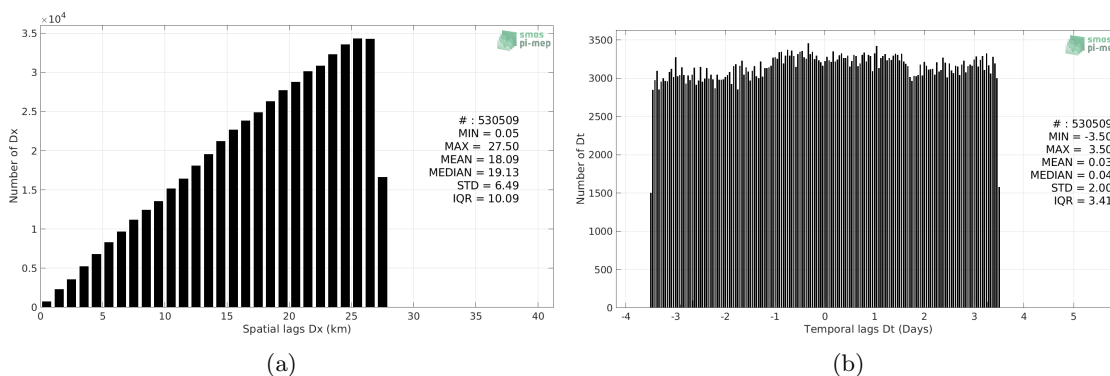 ×10⁴
3.5
3
2.5
2
1.5
1
0.5
0
Number of Dx
smos
pi-mep
# : 530509
MIN = 0.05
MAX = 27.50
MEAN = 18.09
MEDIAN = 19.13
STD = 6.49
IQR = 10.09
0 5 10 15 20 25 30 35 40
Spatial lags Dx (km)
(a)
3500
3000
2500
2000
1500
1000
500
0
Number of Dt
smos
pi-mep
# : 530509
MIN = -3.50
MAX = 3.50
MEAN = 0.03
MEDIAN = 0.04
STD = 2.00
IQR = 3.41
-4 -3 -2 -1 0 1 2 3 4 5
Temporal lags Dt (Days)
(b)